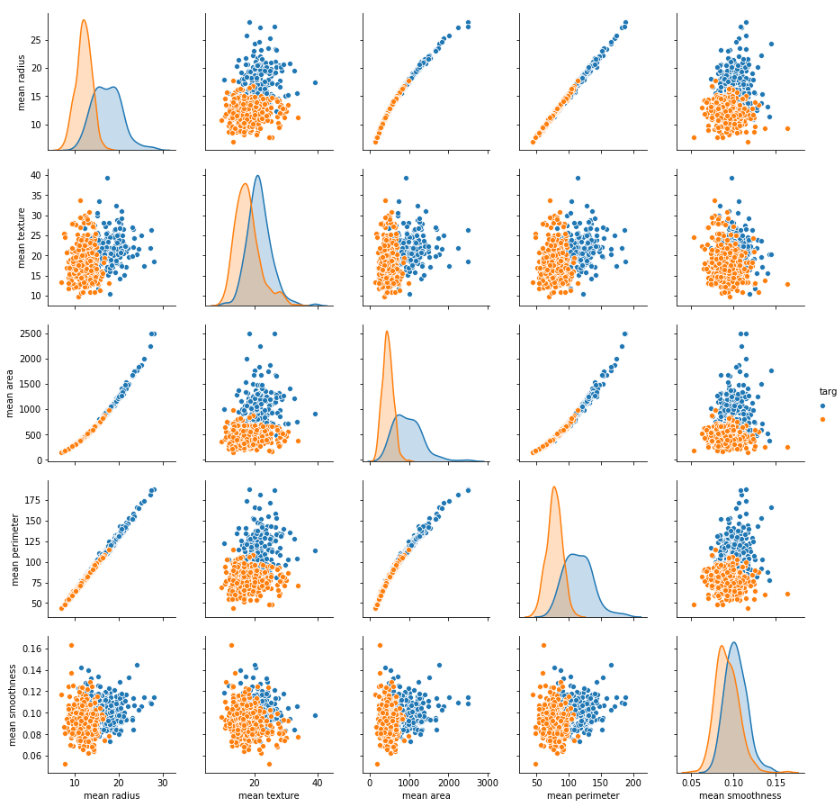 mean radius
25
20
15
10
mean texture
40
35
30
25
20
15
10
mean area
2500
2000
1500
1000
500
0
targ
mean perimeter
175
150
125
100
75
50
mean smoothness
0.16
0.14
0.12
0.10
0.08
0.06
10 20 30
20 40
0 1000 2000 3000
50 100 150 200
0.05 0.10 0.15
mean radius mean texture mean area mean perimeter mean smoothness